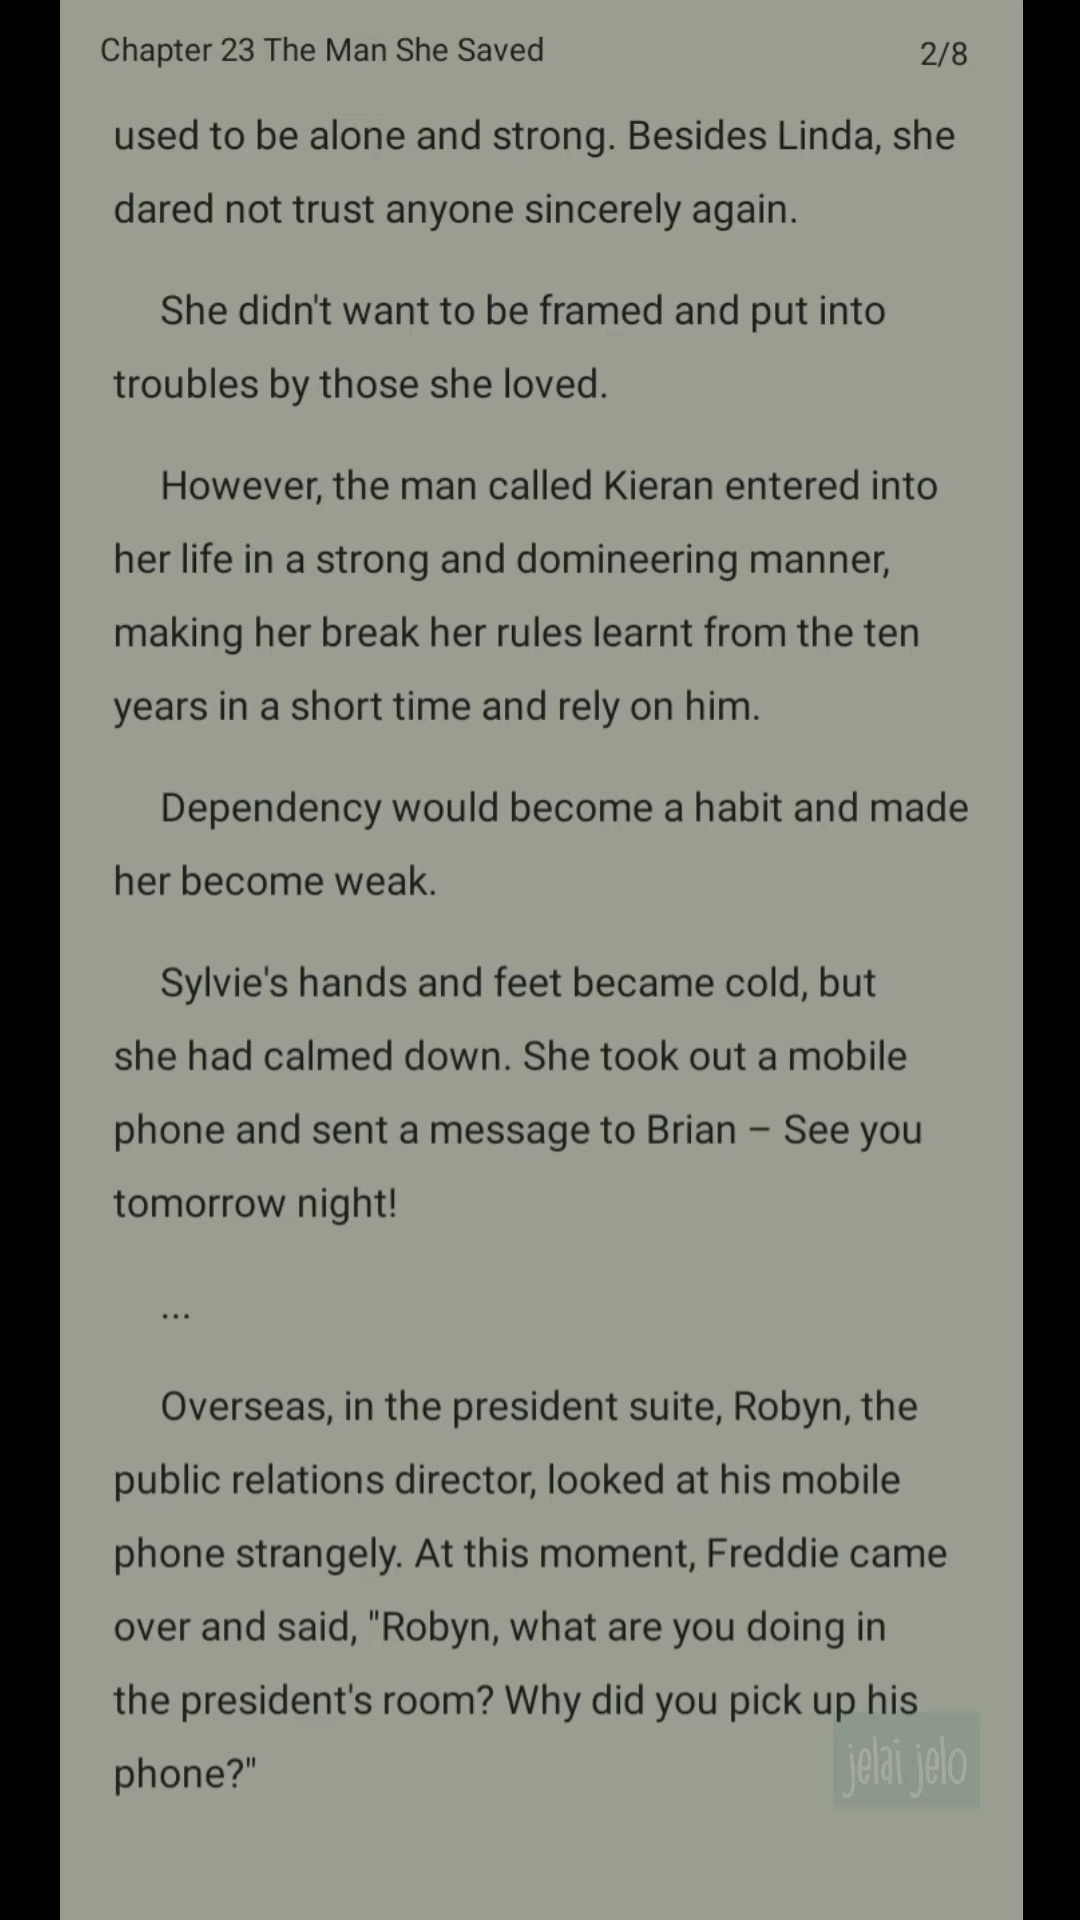 Chapter 23 The Man She Saved
2/8
used to be alone and strong. Besides Linda, she
dared not trust anyone sincerely again.
She didn't want to be framed and put into
troubles by those she loved.
However, the man called Kieran entered into
her life in a strong and domineering manner,
making her break her rules learnt from the ten
years in a short time and rely on him.
Dependency would become a habit and made
her become weak.
Sylvie's hands and feet became cold, but
she had calmed down. She took out a mobile
phone and sent a message to Brian – See you
tomorrow night!
...
Overseas, in the president suite, Robyn, the
public relations director, looked at his mobile
phone strangely. At this moment, Freddie came
over and said, "Robyn, what are you doing in
the president's room? Why did you pick up his
phone?"
jelai jelo